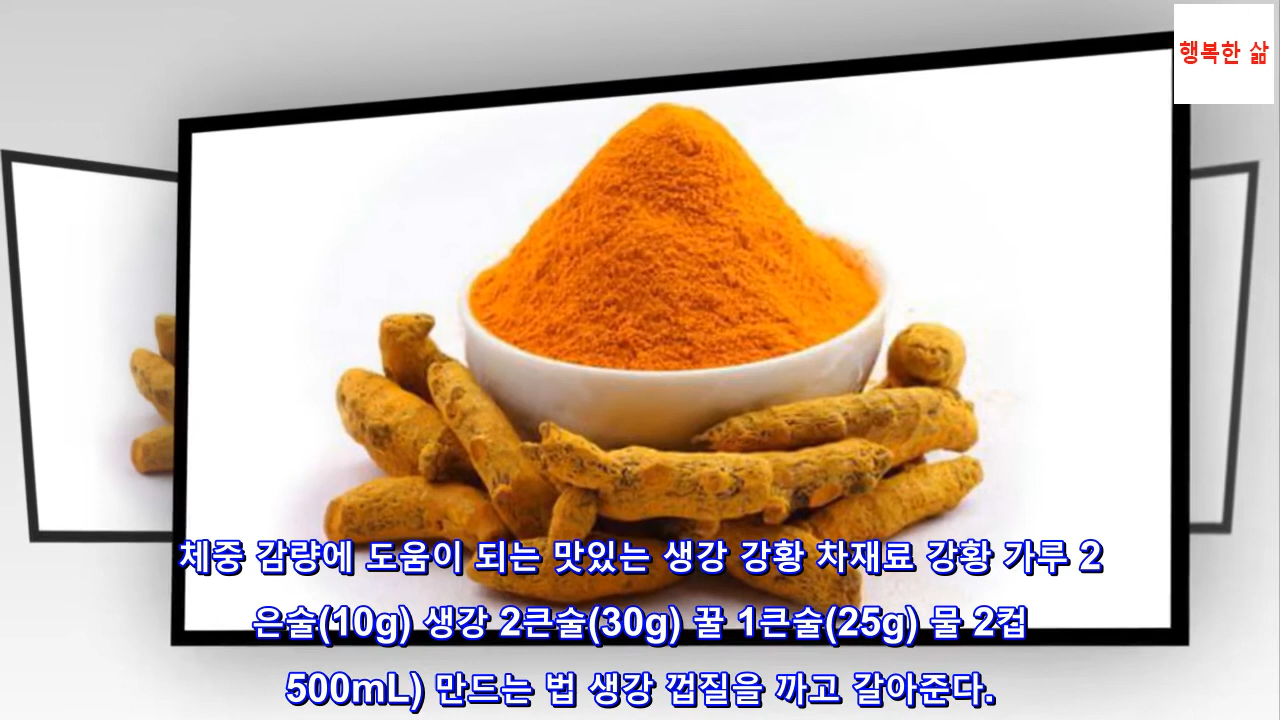 행복한 삶
체중 감량에 도움이 되는 맛있는 생강 강황 차재료 강황 가루 2
은술(10g) 생강 2큰술(30g) 꿀 1큰술(25g) 물 2컵
500mL) 만드는 법 생강 껍질을 까고 갈아준다.